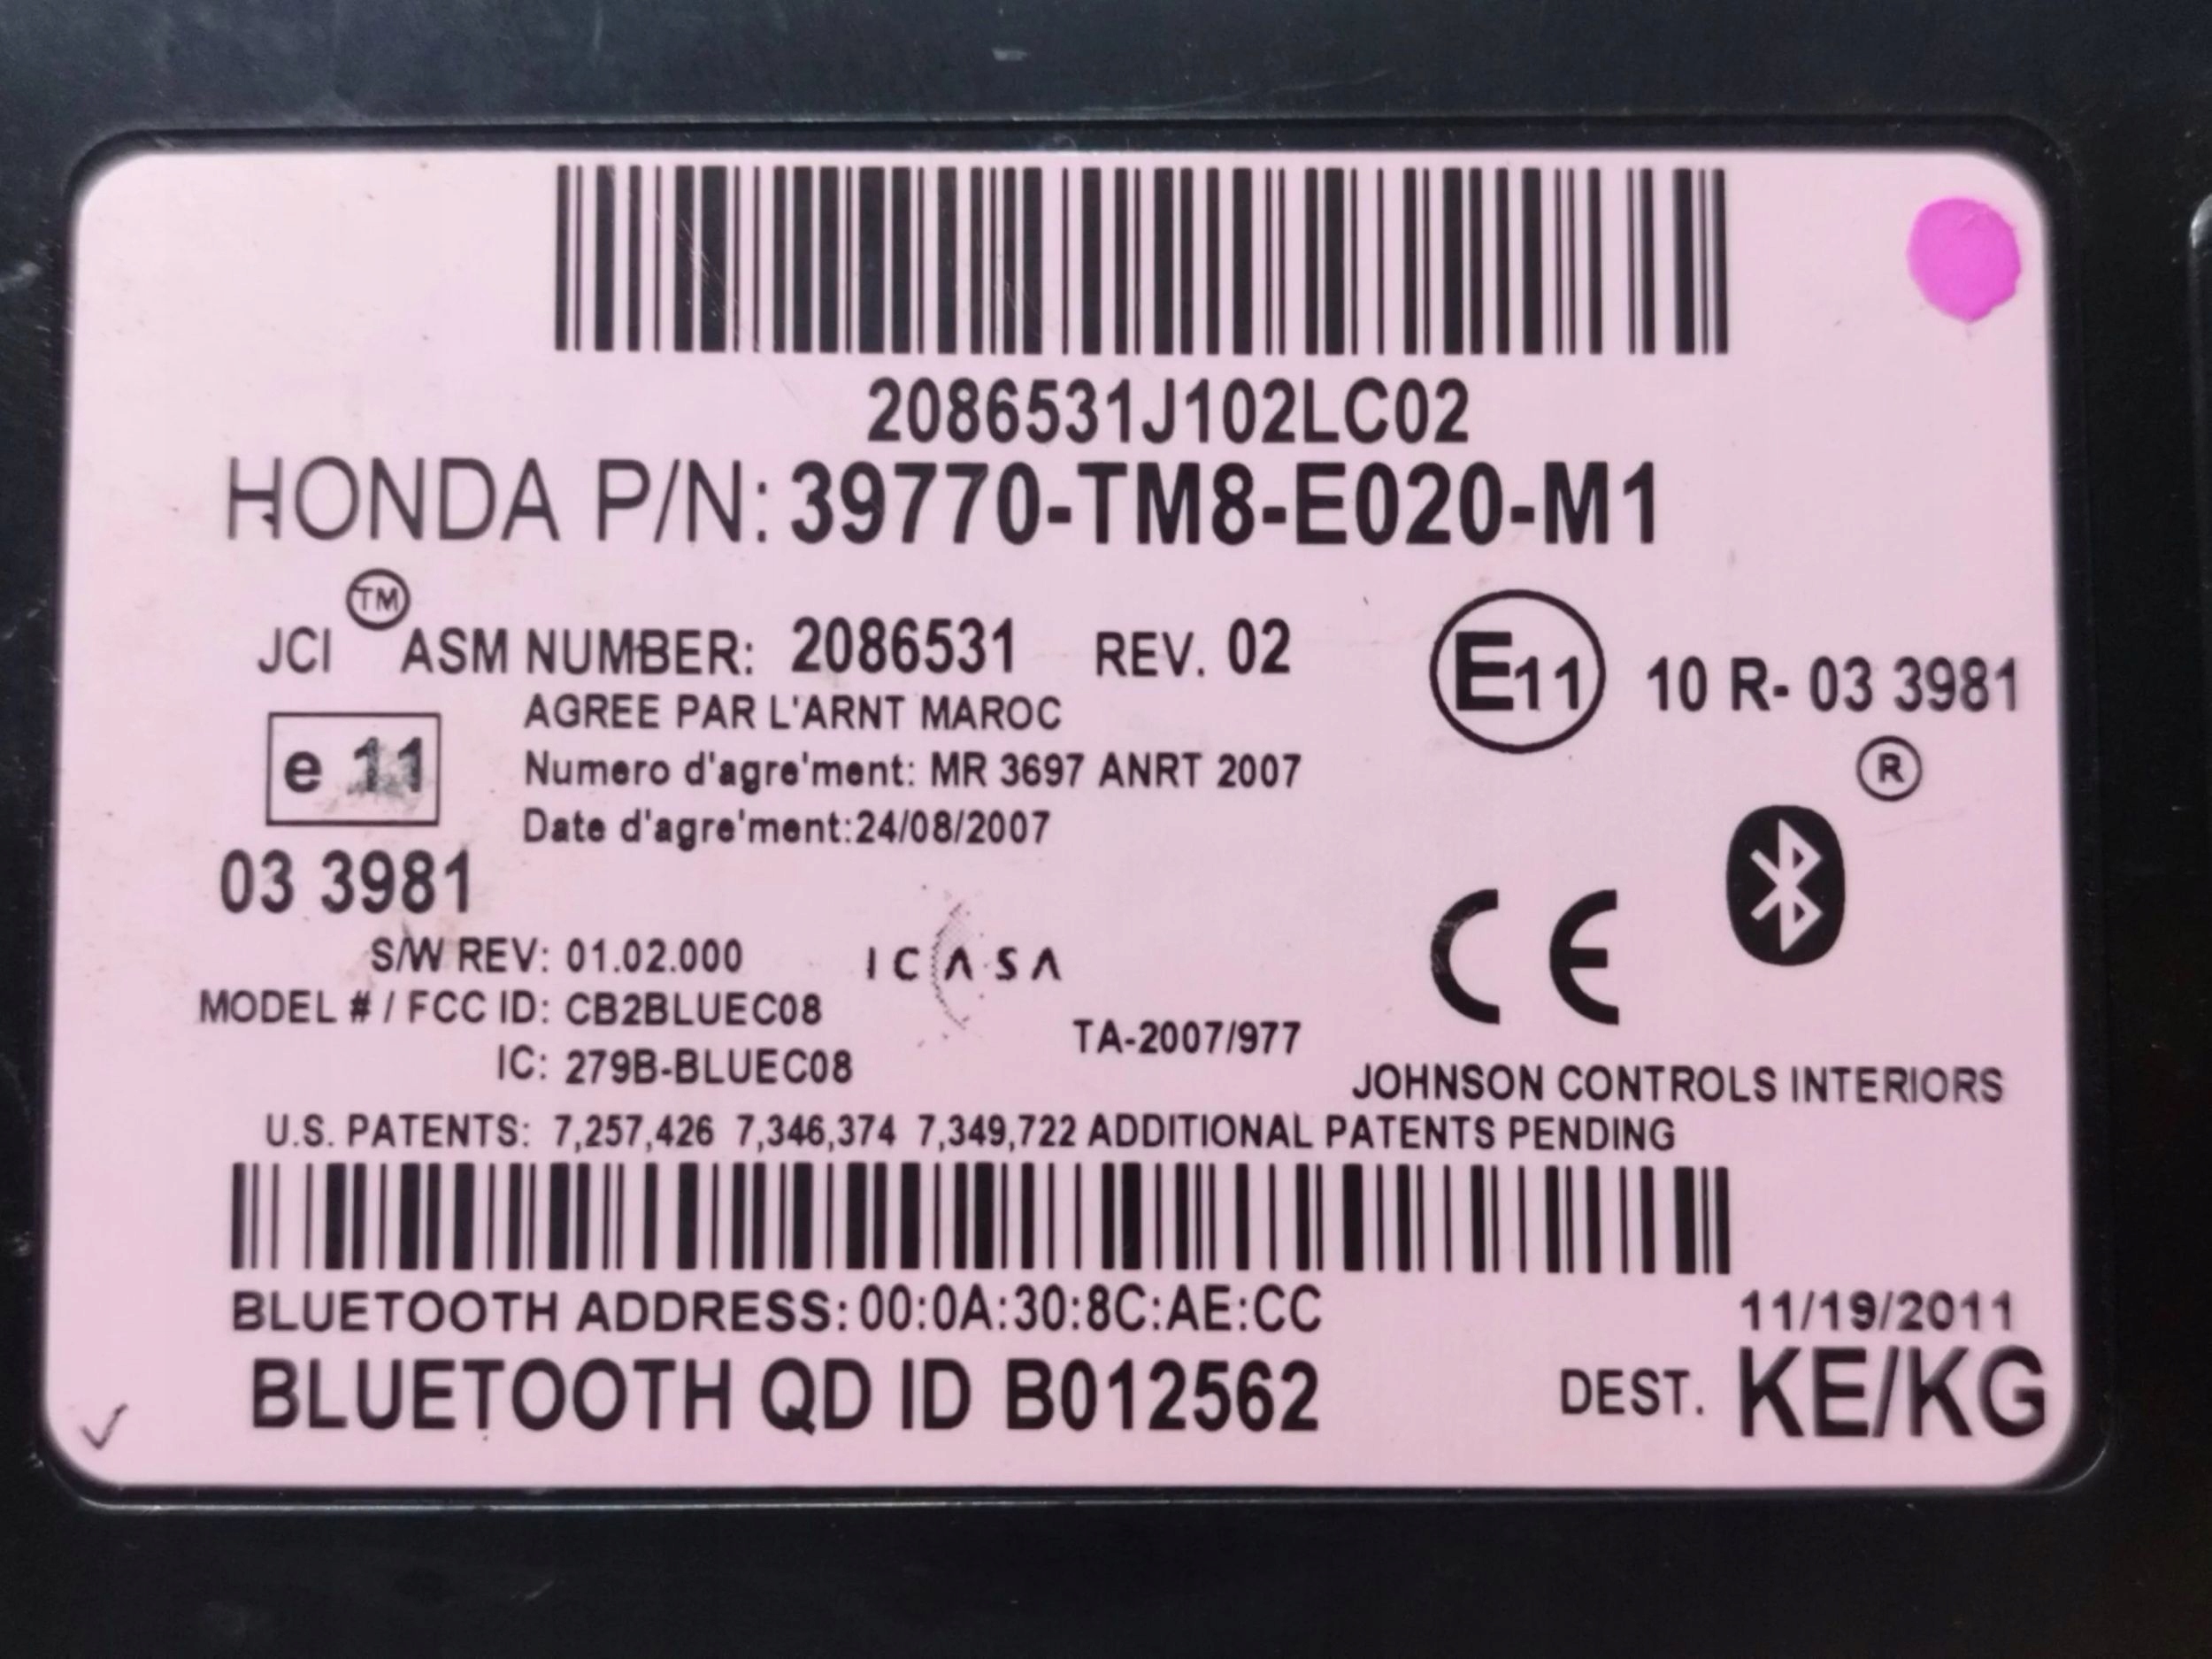 2086531J102LC02
HONDA P/N: 39770-TM8-E020-M1
JCI TM ASM NUMBER: 2086531 REV. 02
E11 10 R- 03 3981
AGREE PAR L'ARNT MAROC
e 11
Numero d'agre'ment: MR 3697 ANRT 2007
®
Date d'agre'ment:24/08/2007
03 3981
S/W REV: 01.02.000
ICASA
CE
MODEL # / FCC ID: CB2BLUEC08
TA-2007/977
IC: 279B-BLUEC08
JOHNSON CONTROLS INTERIORS
U.S. PATENTS: 7,257,426 7,346,374 7,349,722 ADDITIONAL PATENTS PENDING
BLUETOOTH ADDRESS:00:0A:30:8C:AE:CC
11/19/2011
BLUETOOTH QD ID B012562
DEST. KE/KG